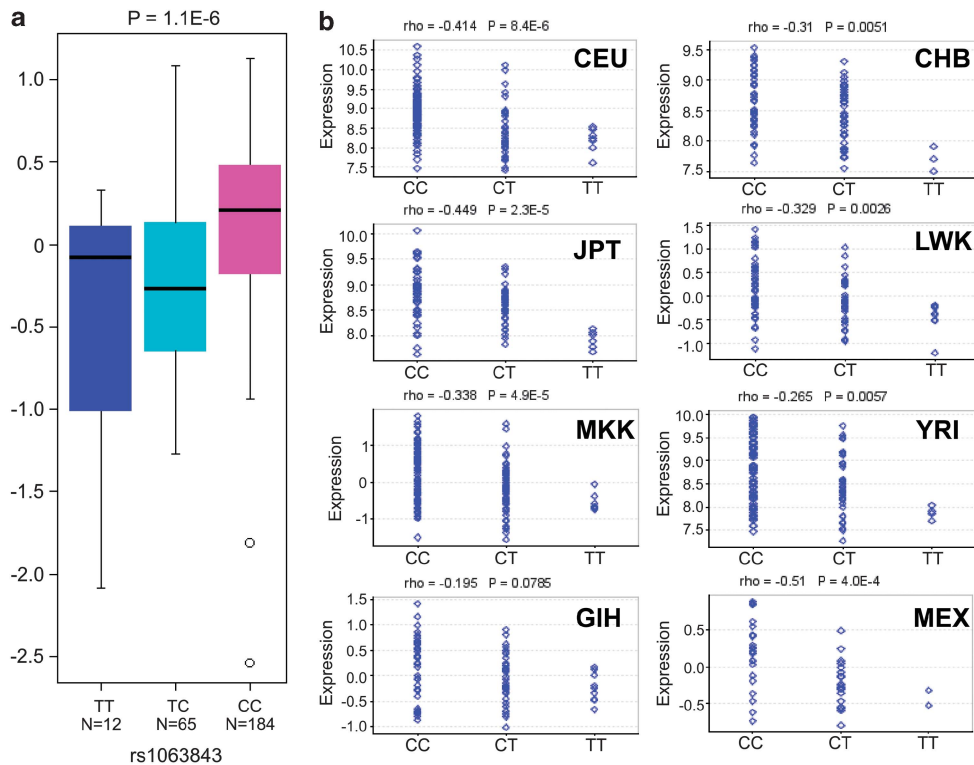 a
P = 1.1E-6
1.0
0.5
0
-0.5
-1.0
-1.5
-2.0
-2.5
TT TC CC
N=12 N=65 N=184
rs1063843
b
rho = -0.414 P = 8.4E-6
CEU
Expression
10.5
10.0
9.5
9.0
8.5
8.0
7.5
CC CT TT
rho = -0.31 P = 0.0051
CHB
Expression
9.5
9.0
8.5
8.0
7.5
CC CT TT
rho = -0.449 P = 2.3E-5
JPT
Expression
10.0
9.5
9.0
8.5
8.0
CC CT TT
rho = -0.329 P = 0.0026
LWK
Expression
1.5
1.0
0.5
0.0
-0.5
-1.0
CC CT TT
rho = -0.338 P = 4.9E-5
MKK
Expression
1
0
-1
CC CT TT
rho = -0.265 P = 0.0057
YRI
Expression
10.0
9.5
9.0
8.5
8.0
7.5
CC CT TT
rho = -0.195 P = 0.0785
GIH
Expression
1.5
1.0
0.5
0.0
-0.5
-1.0
CC CT TT
rho = -0.51 P = 4.0E-4
MEX
Expression
0.5
0.0
-0.5
CC CT TT